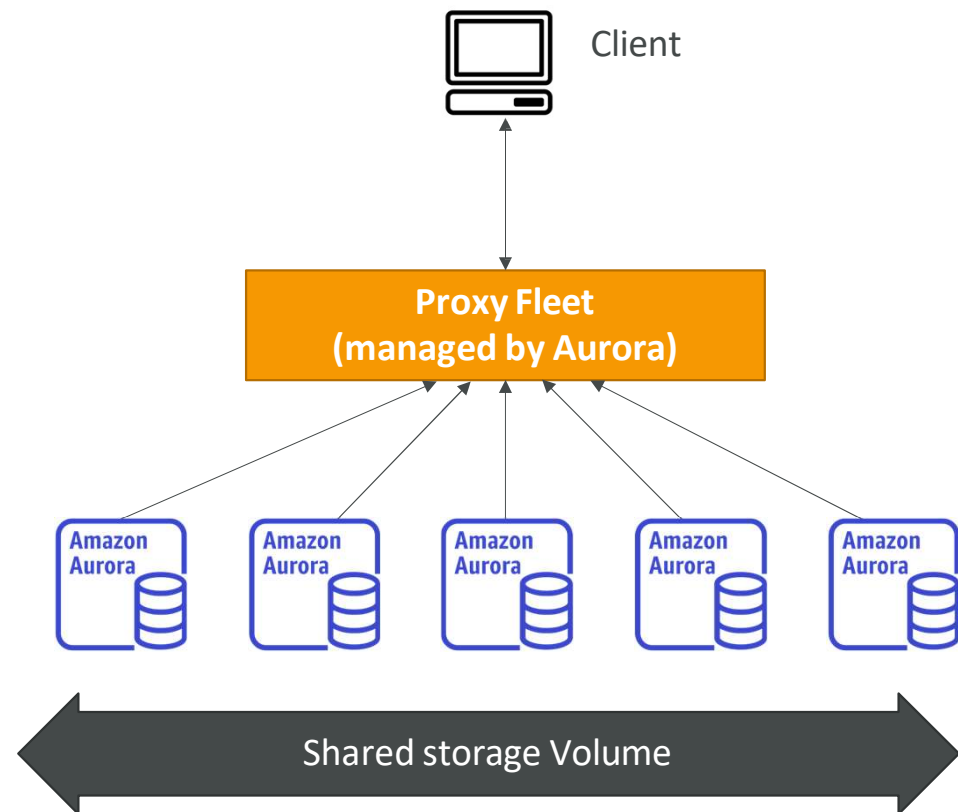 Client
Proxy Fleet
(managed by Aurora)
Amazon
Aurora
Amazon
Aurora
Amazon
Aurora
Amazon
Aurora
Amazon
Aurora
Shared storage Volume